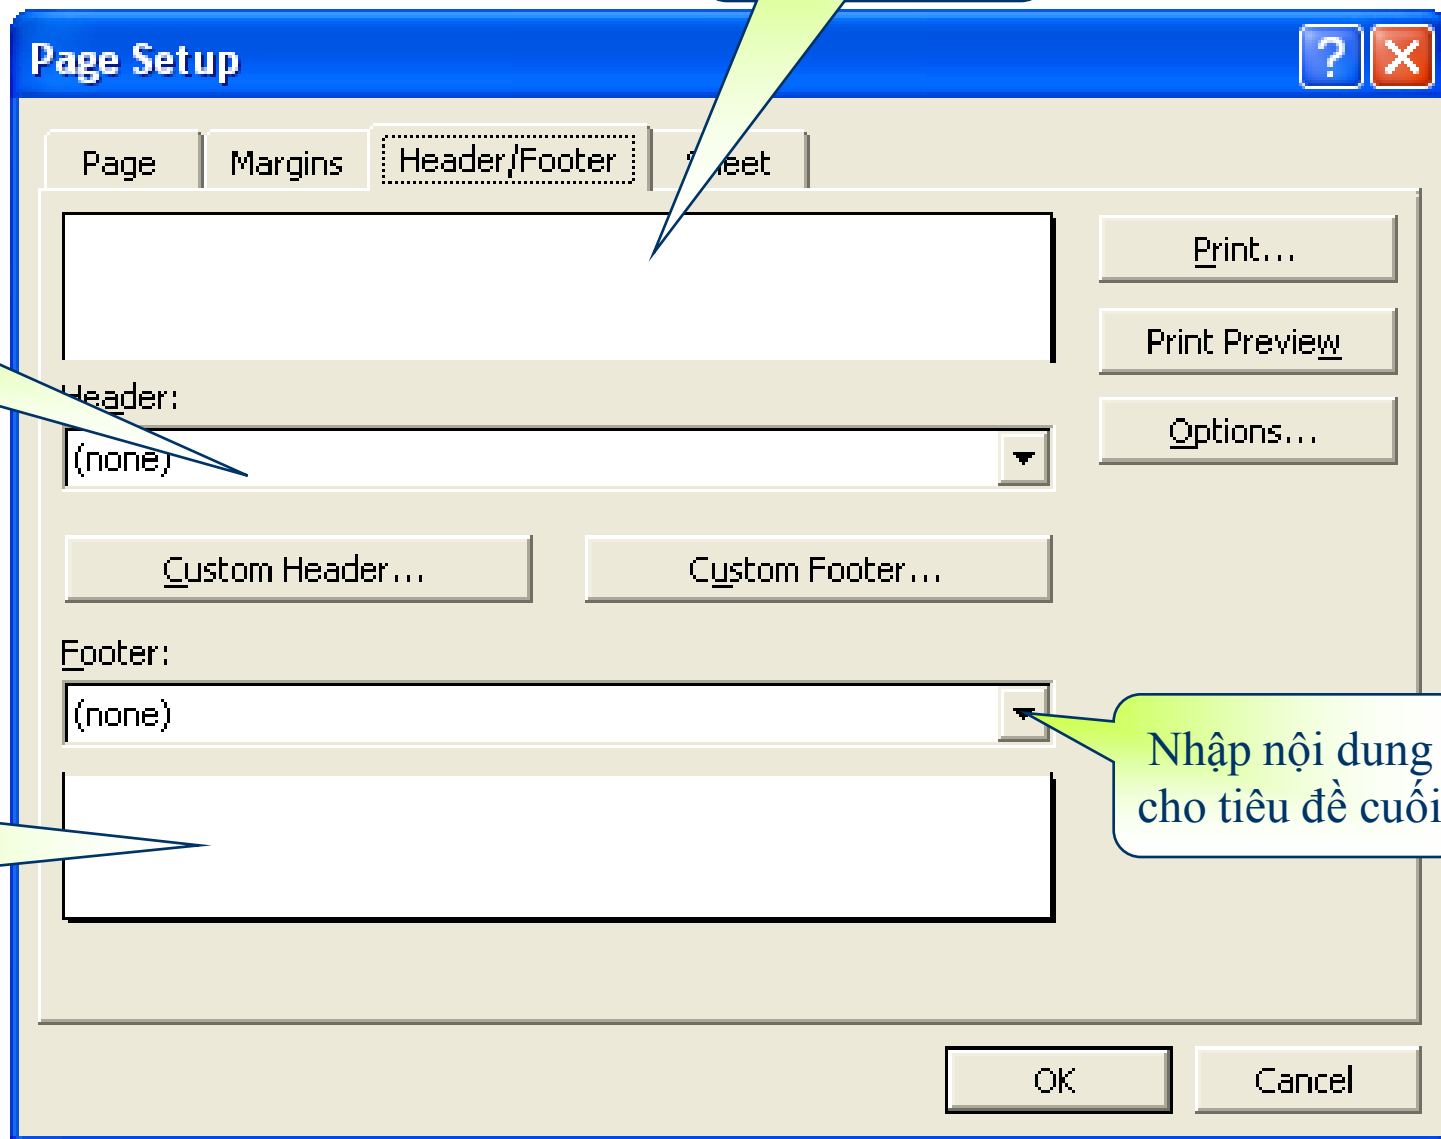 Page Setup
?
Page Margins Header/Footer Sheet
Print...
Print Preview
Header:
Options...
(none)
Custom Header... Custom Footer...
Footer:
(none)
Nhập nội dung
cho tiêu đề cuối
OK Cancel